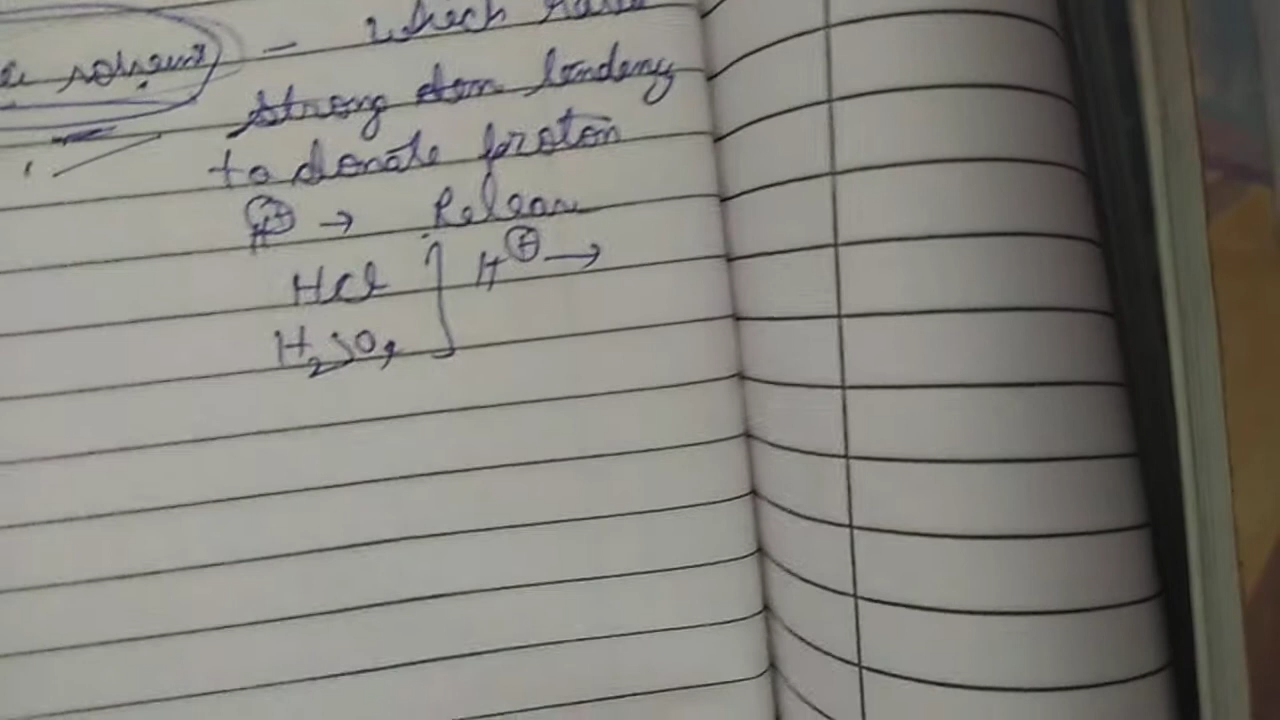 solvent) - which have
strong tendency
to donate proton
H⊕ → Release
HCl } H⊕ →
H₂SO₄